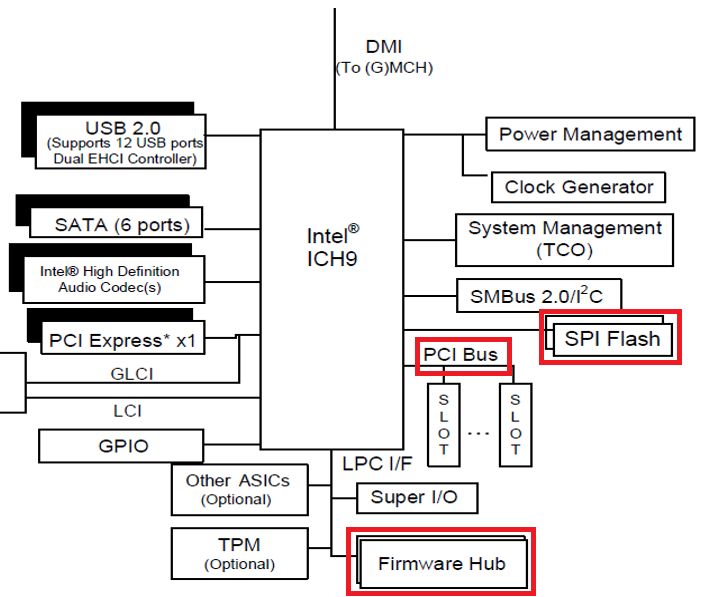 DMI
(To (G)MCH)
USB 2.0
(Supports 12 USB ports
Dual EHCI Controller)
Power Management
Clock Generator
SATA (6 ports)
Intel®
ICH9
System Management
(TCO)
Intel® High Definition
Audio Codec(s)
SMBus 2.0/I²C
PCI Express* x1
SPI Flash
PCI Bus
GLCI
LCI
SLOT
...
SLOT
GPIO
LPC I/F
Other ASICs
(Optional)
Super I/O
TPM
(Optional)
Firmware Hub